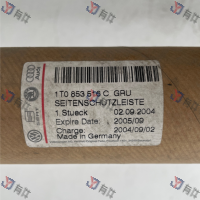 Audi
1T0 853 516 C GRU
SEITENSCHUTZLEISTE
1 Stueck 02.09.2004
Expire Date. 2005/09
Charge. 2004/09/02
Made in Germany